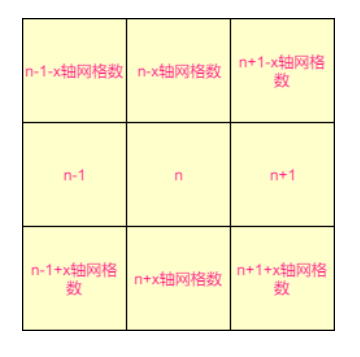 n-1-x轴网格数
n-x轴网格数
n+1-x轴网格
数
n-1
n
n+1
n-1+x轴网格
数
n+x轴网格数
n+1+x轴网格
数